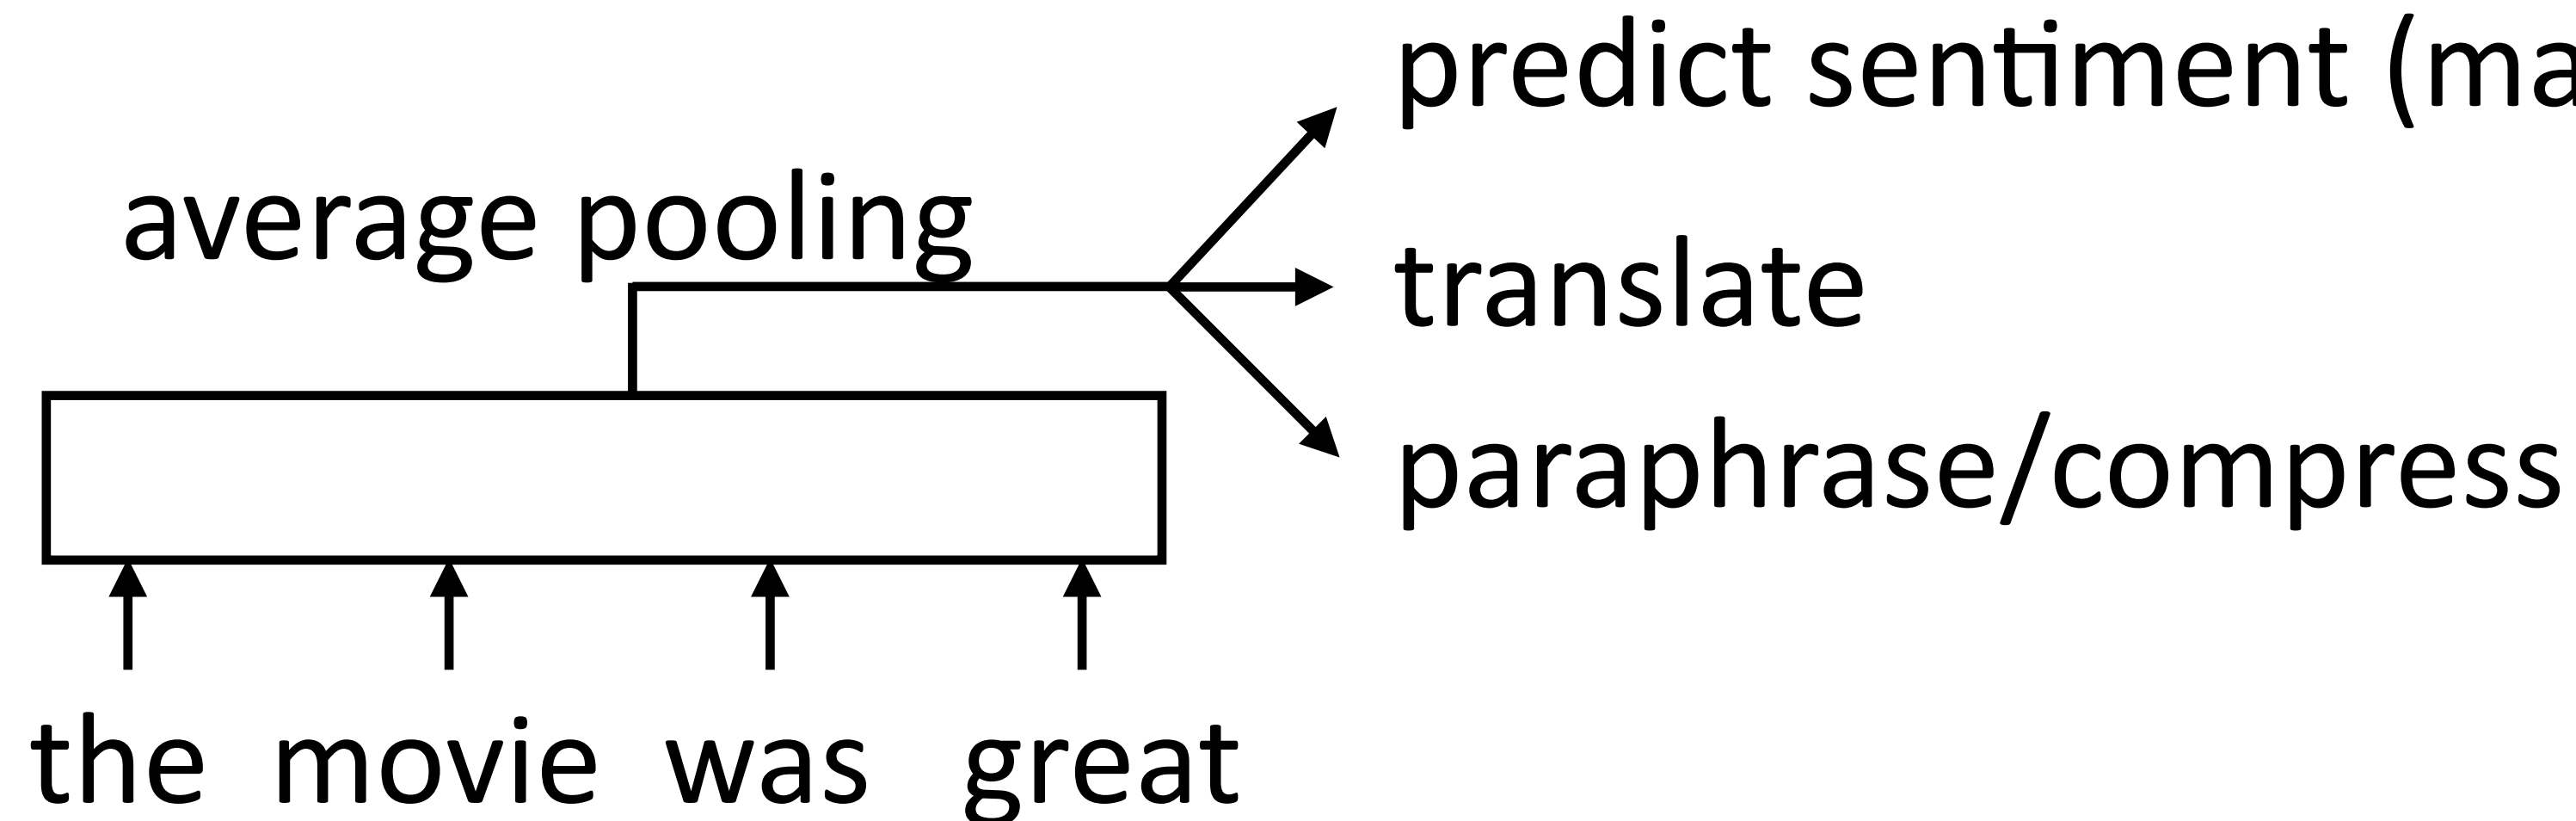 predict sentiment (ma
average pooling
translate
paraphrase/compress
the movie was great